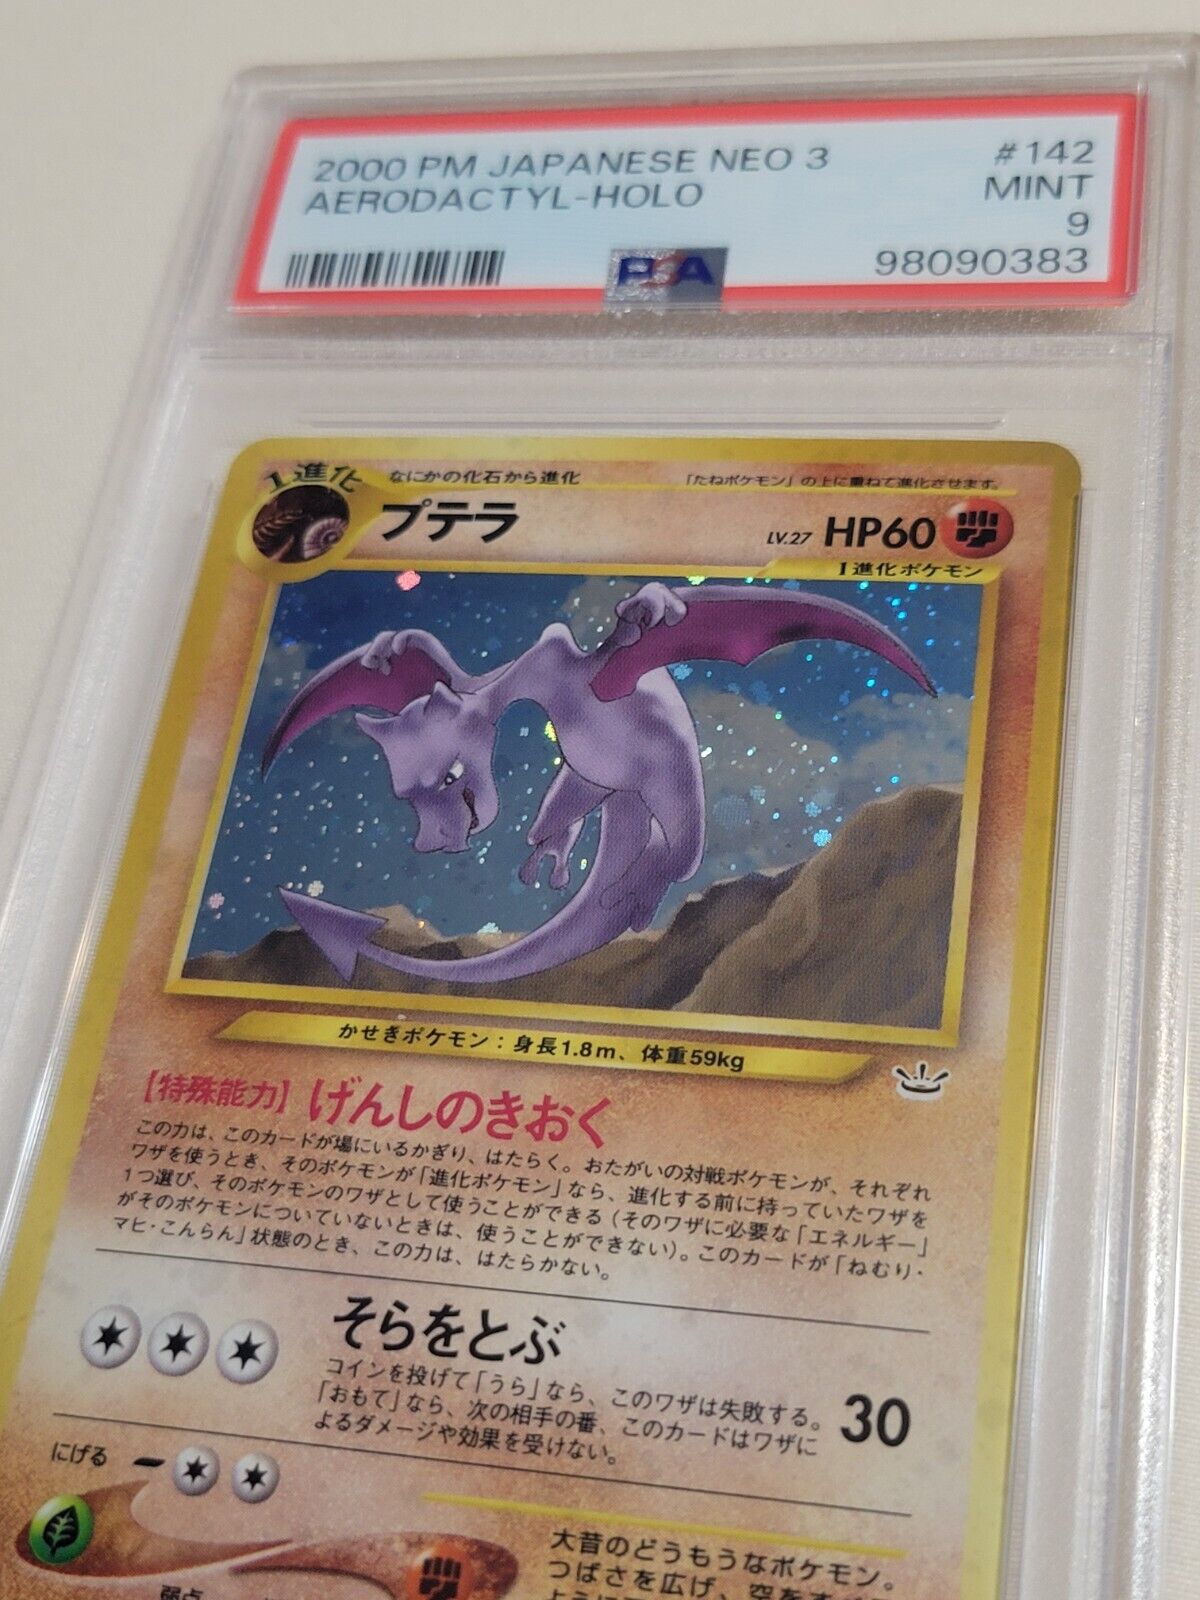 2000 PM JAPANESE NEO 3 #142
AERODACTYL-HOLO MINT
9
PSA 98090383
1進化 なにかの化石から進化 「たねポケモン」の上に重ねて進化させます。
プテラ LV.27 HP60
1進化ポケモン
かせきポケモン：身長1.8m、体重59kg
【特殊能力】げんしのきおく
この力は、このカードが場にいるかぎり、はたらく。おたがいの対戦ポケモンが、それぞれ
ワザを使うとき、そのポケモンが「進化ポケモン」なら、進化する前に持っていたワザを
1つ選び、そのポケモンのワザとして使うことができる（そのワザに必要な「エネルギー」
がそのポケモンについていないときは、使うことができない）。このカードが「ねむり・
マヒ・こんらん」状態のとき、この力は、はたらかない。
そらをとぶ
コインを投げて「うら」なら、このワザは失敗する。
「おもて」なら、次の相手の番、このカードはワザに
よるダメージや効果を受けない。
30
にげる
大昔のどうもうなポケモン。
つばさを広げ、空を
弱点